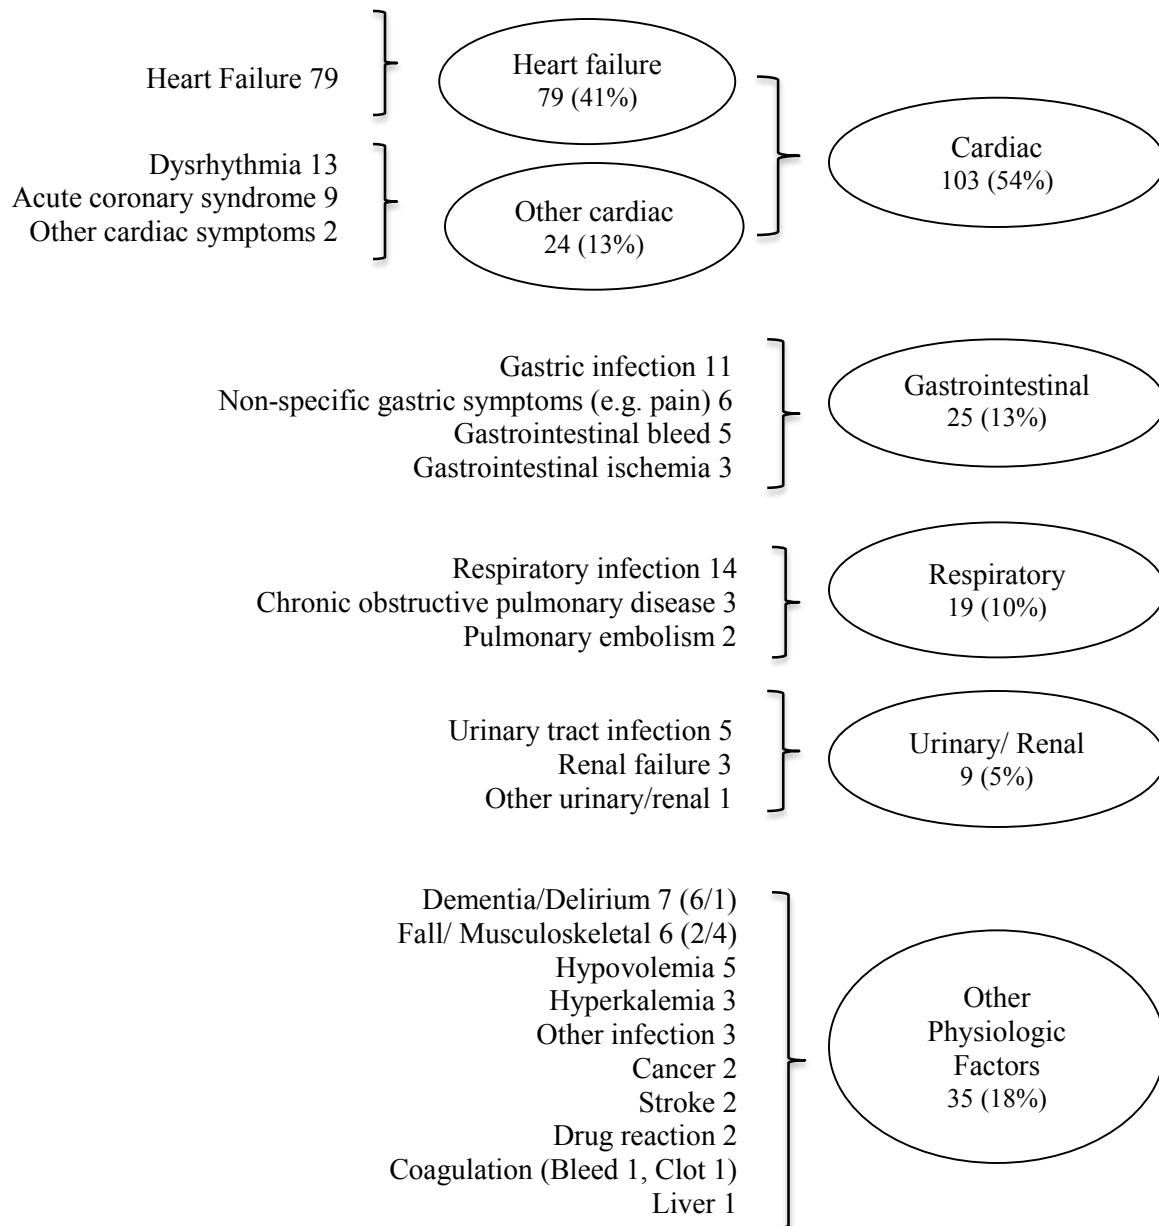 Heart Failure 79
Heart failure
79 (41%)
Dysrhythmia 13
Acute coronary syndrome 9
Other cardiac symptoms 2
Other cardiac
24 (13%)
Cardiac
103 (54%)
Gastric infection 11
Non-specific gastric symptoms (e.g. pain) 6
Gastrointestinal bleed 5
Gastrointestinal ischemia 3
Gastrointestinal
25 (13%)
Respiratory infection 14
Chronic obstructive pulmonary disease 3
Pulmonary embolism 2
Respiratory
19 (10%)
Urinary tract infection 5
Renal failure 3
Other urinary/renal 1
Urinary/ Renal
9 (5%)
Dementia/Delirium 7 (6/1)
Fall/ Musculoskeletal 6 (2/4)
Hypovolemia 5
Hyperkalemia 3
Other infection 3
Cancer 2
Stroke 2
Drug reaction 2
Coagulation (Bleed 1, Clot 1)
Liver 1
Other
Physiologic
Factors
35 (18%)